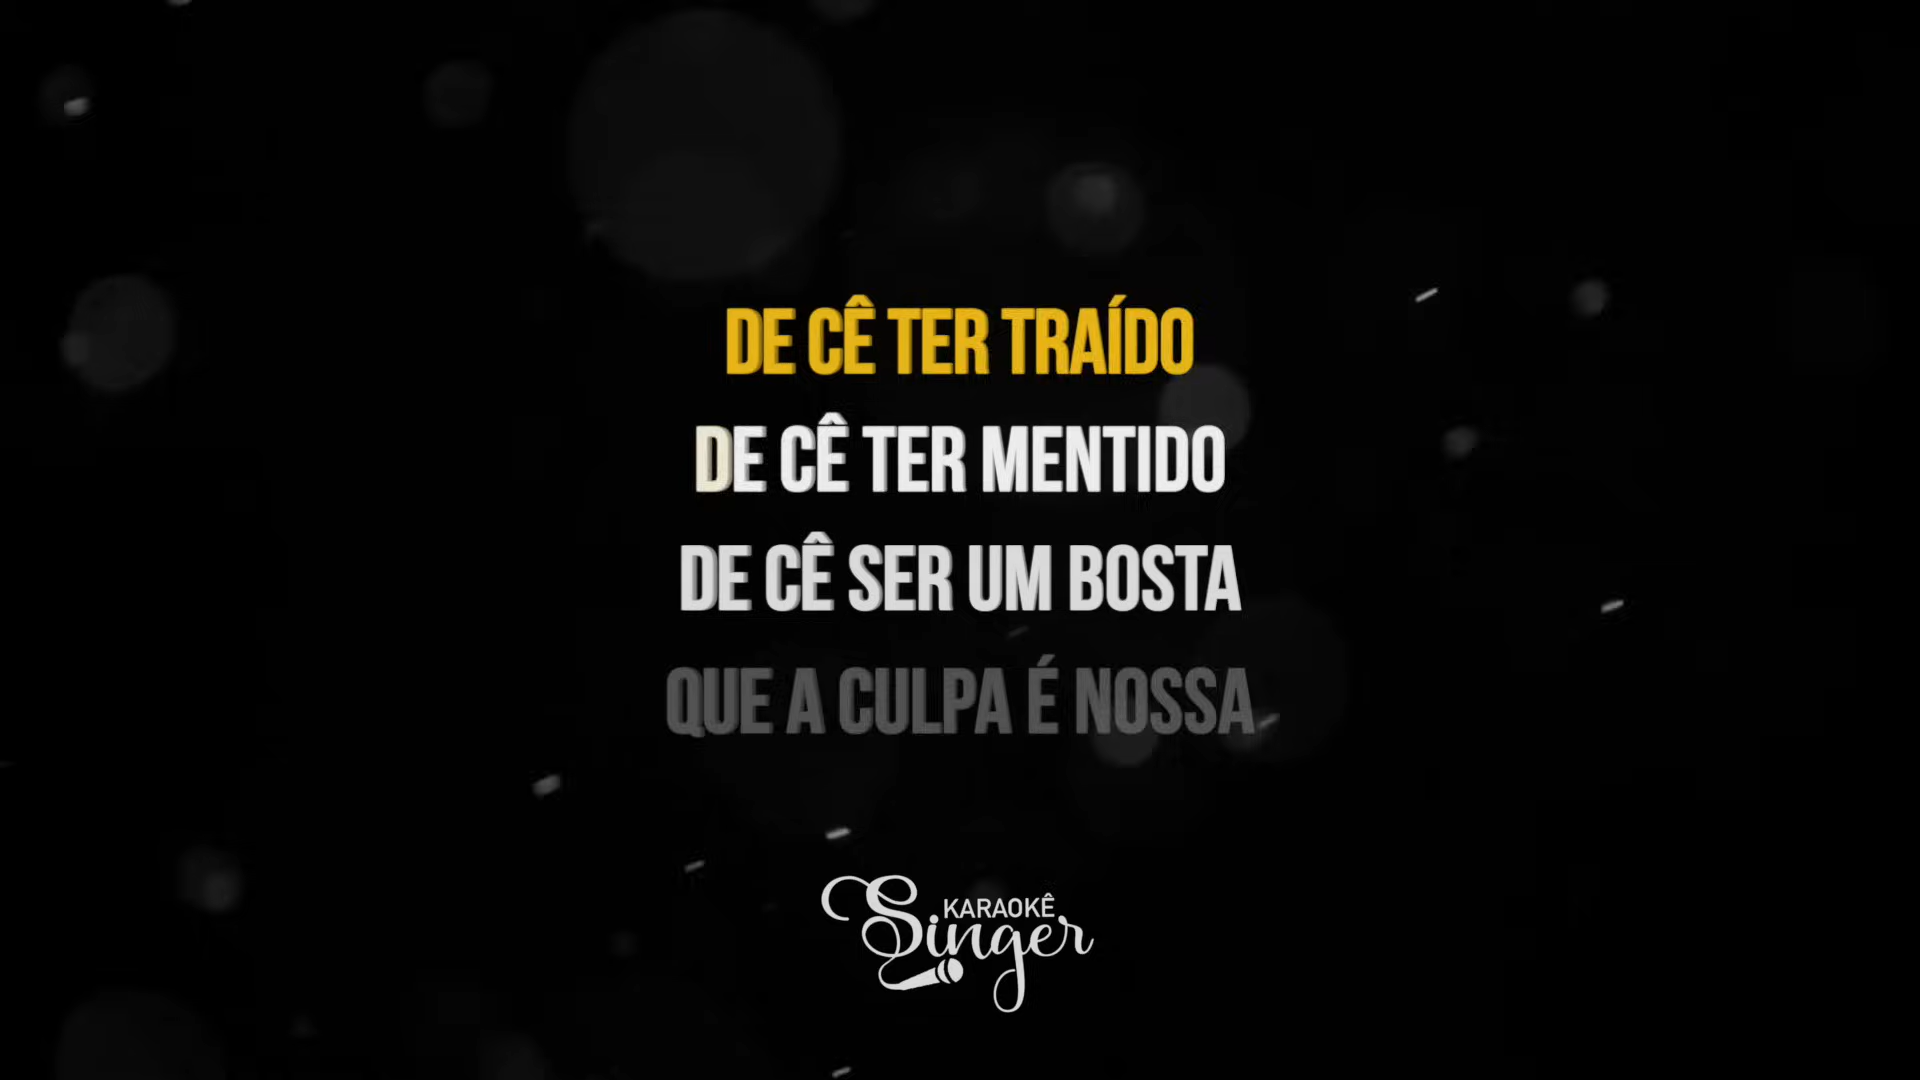 DE CÊ TER TRAÍDO
DE CÊ TER MENTIDO
DE CÊ SER UM BOSTA
QUE A CULPA É NOSSA
KARAOKÊ
Singer